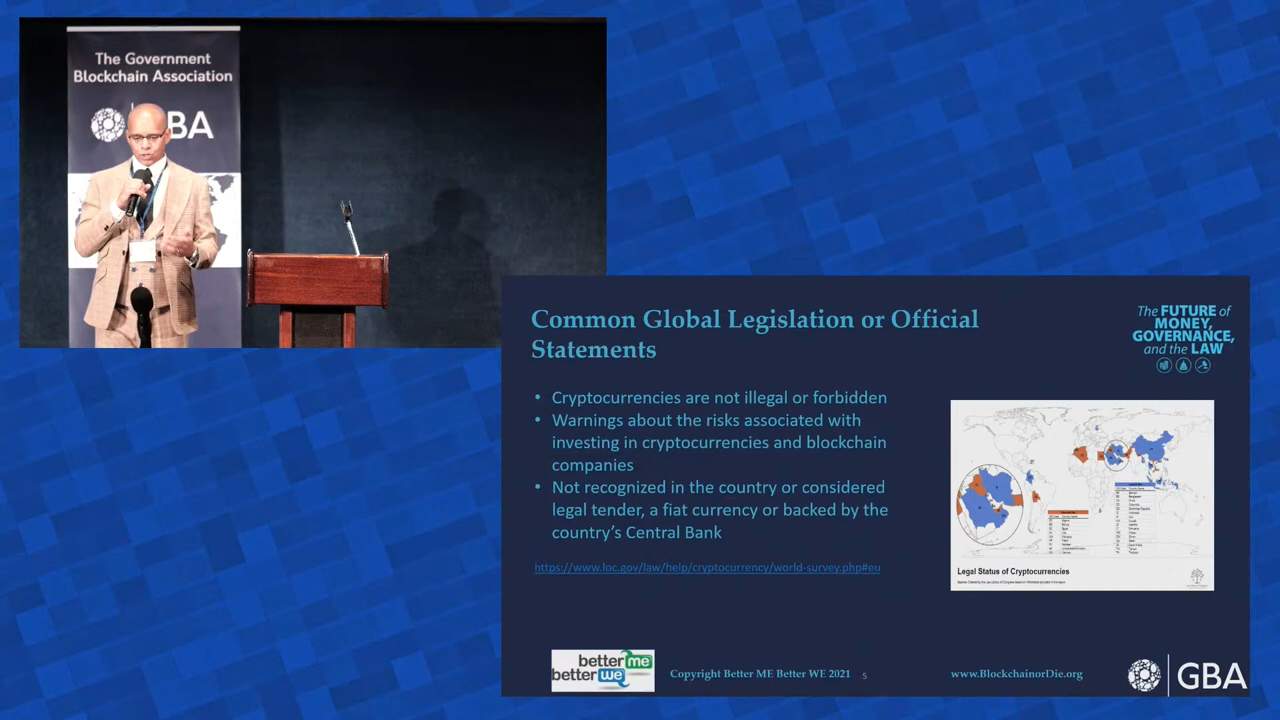 The Government
Blockchain Association
GBA
Common Global Legislation or Official
Statements
The FUTURE of
MONEY,
GOVERNANCE,
and the LAW
• Cryptocurrencies are not illegal or forbidden
• Warnings about the risks associated with
investing in cryptocurrencies and blockchain
companies
• Not recognized in the country or considered
legal tender, a fiat currency or backed by the
country's Central Bank
https://www.loc.gov/law/help/cryptocurrency/world-survey.php#eu
Legal Status of Cryptocurrencies
better me
better we
Copyright Better ME Better WE 2021
5
www.BlockchainorDie.org
GBA